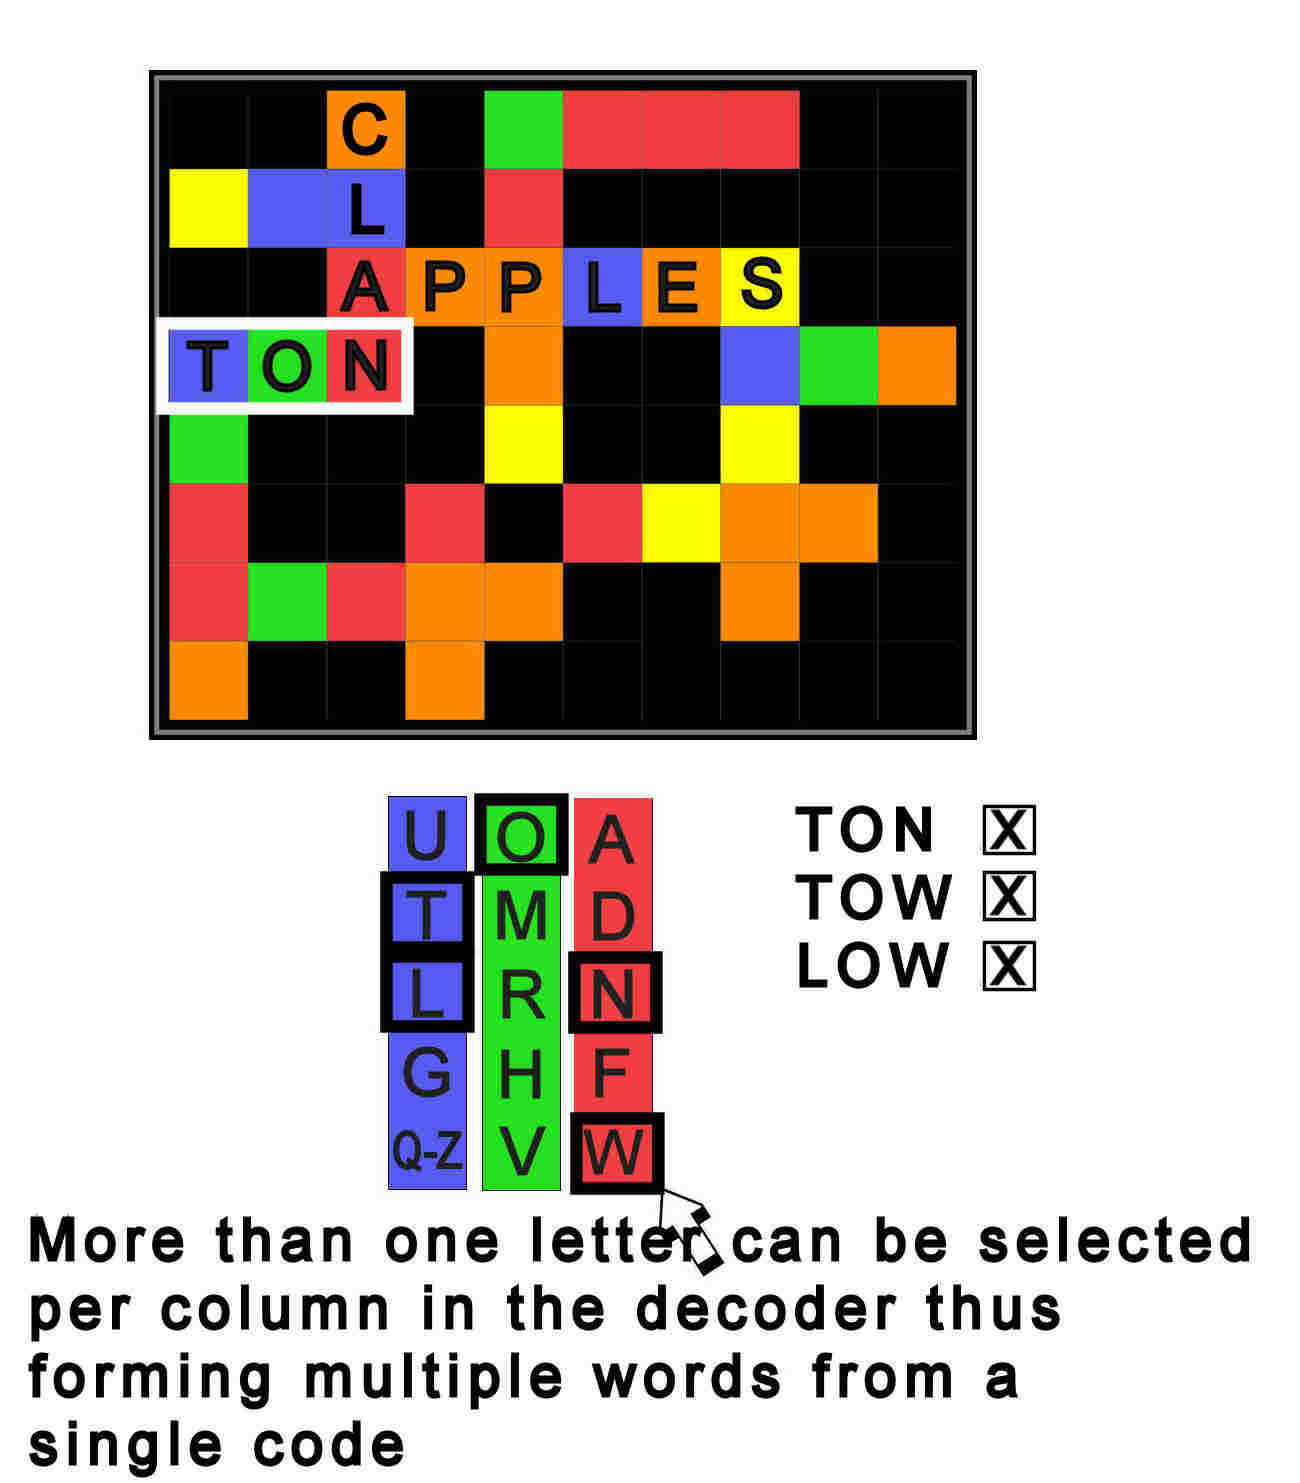 C
L
APPLES
TON
U O A
T M D
L R N
G H F
Q-Z V W
TON X
TOW X
LOW X
More than one letter can be selected
per column in the decoder thus
forming multiple words from a
single code